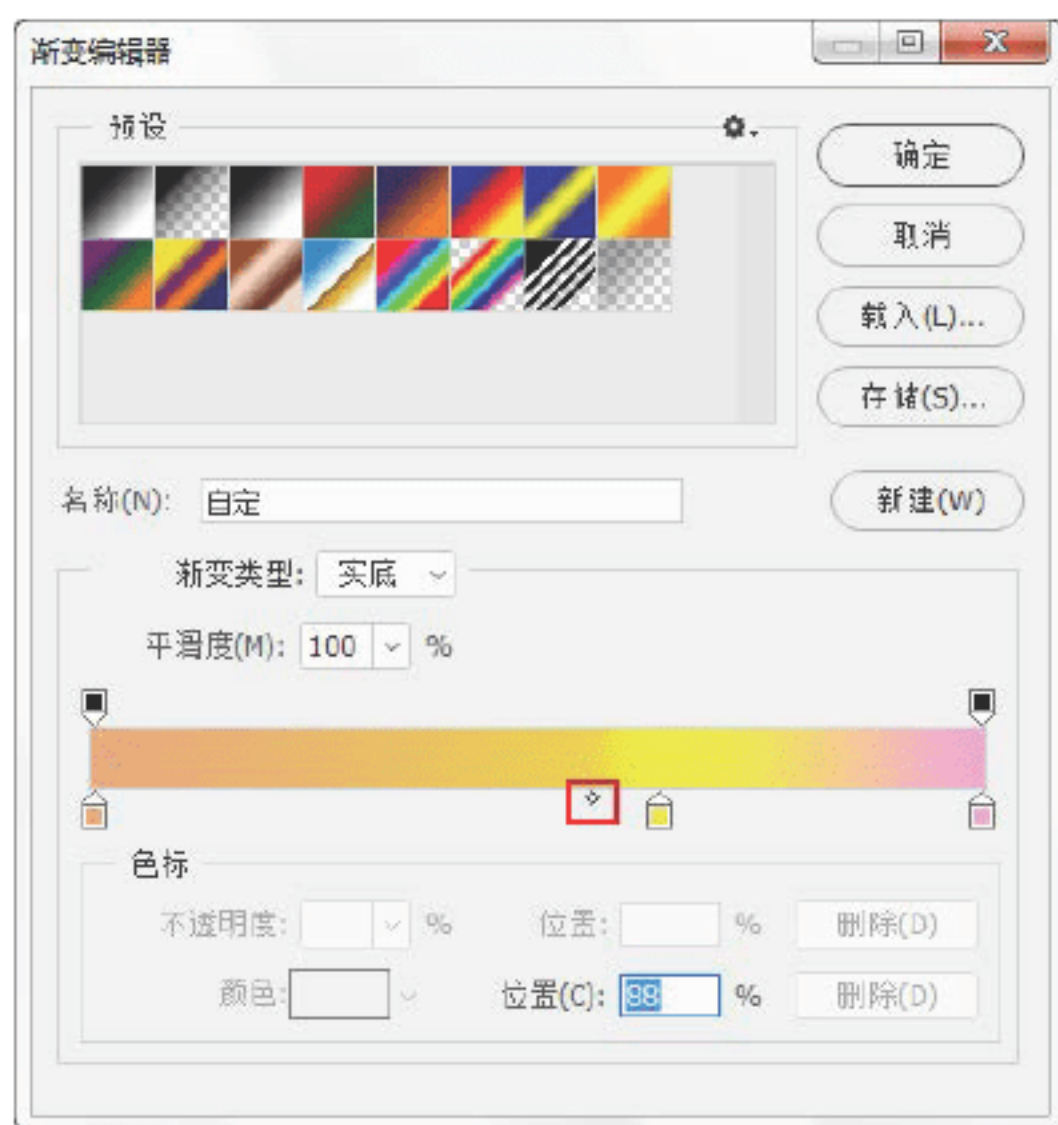 渐变编辑器
预设
确定
取消
载入(L)...
存储(S)...
名称(N): 自定
新建(W)
渐变类型: 实底
平滑度(M): 100 %
色标
不透明度: % 位置: % 删除(D)
颜色: 位置(C): 88 % 删除(D)